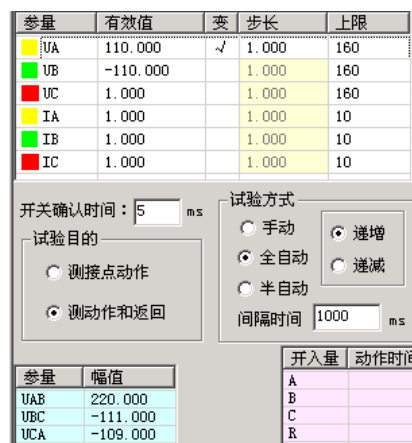 参量 有效值 变 步长 上限
UA 110.000 √ 1.000 160
UB -110.000 1.000 160
UC 1.000 1.000 160
IA 1.000 1.000 10
IB 1.000 1.000 10
IC 1.000 1.000 10
开关确认时间：5 ms
试验目的
测接点动作
测动作和返回
试验方式
手动
全自动
半自动
递增
递减
间隔时间 1000 ms
参量 幅值
UAB 220.000
UBC -111.000
UCA -109.000
开入量 动作时间
A
B
C
R